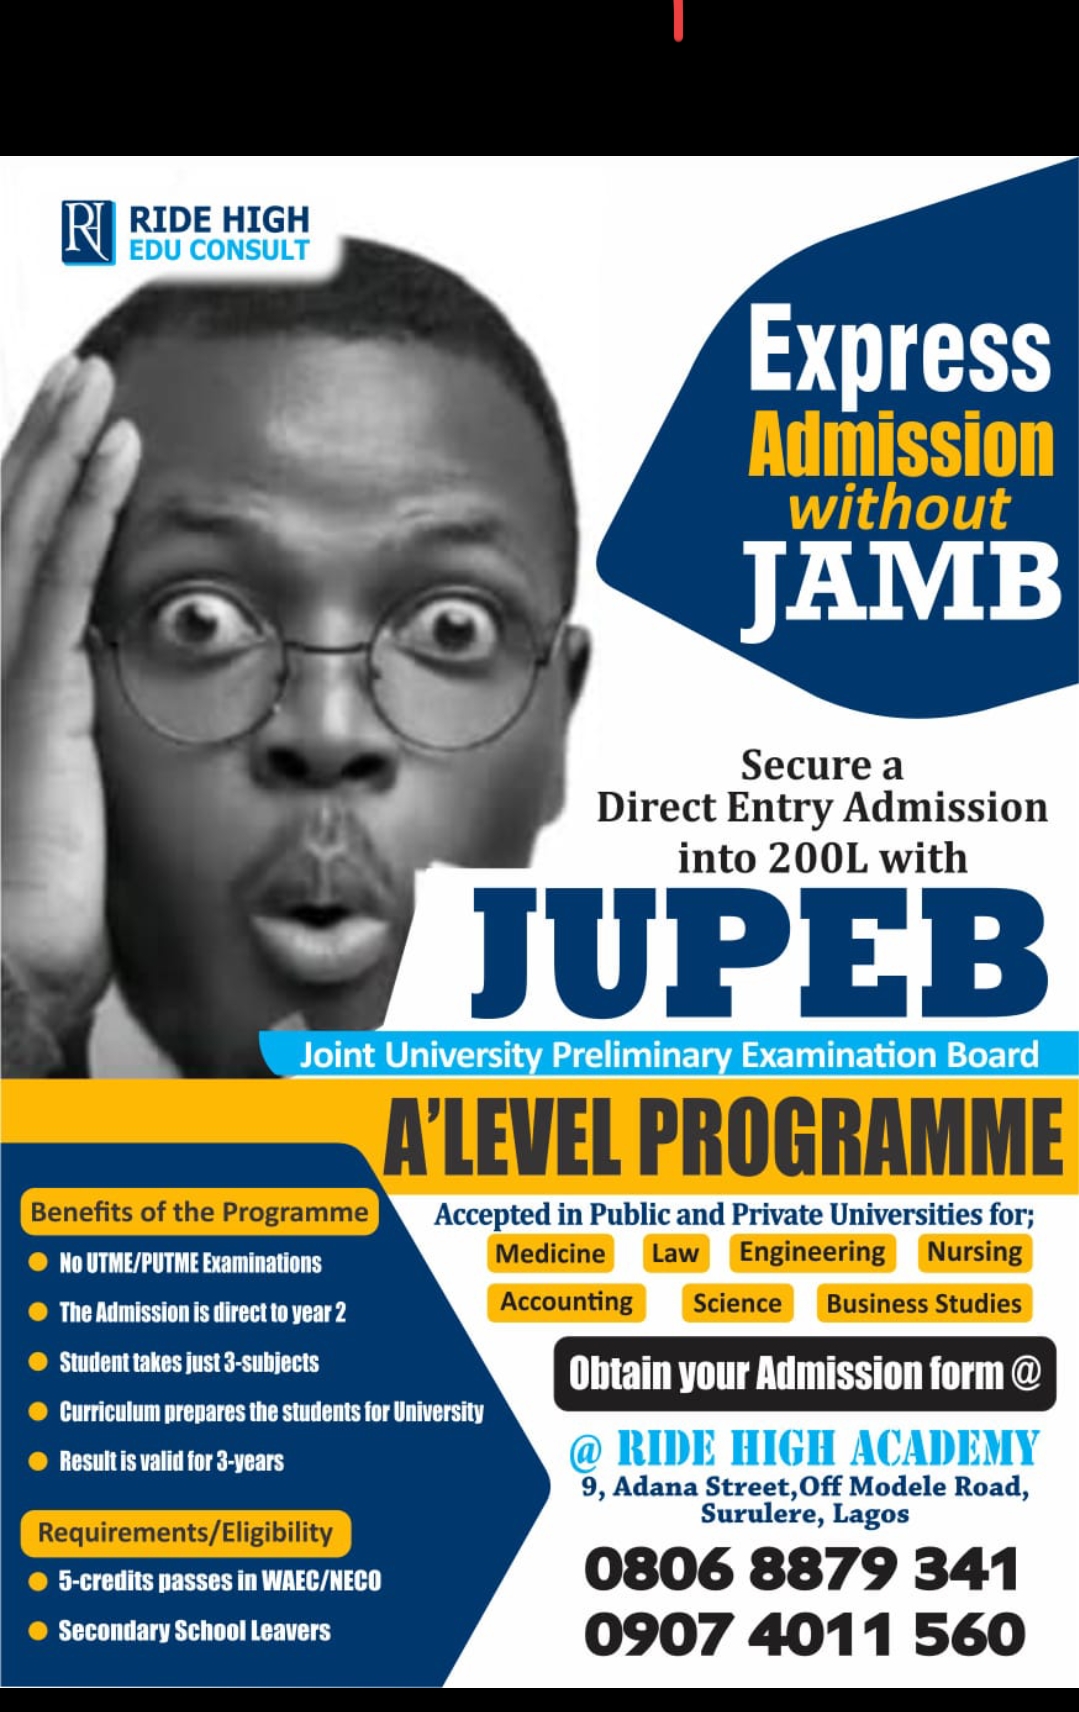 RH RIDE HIGH
EDU CONSULT
Express
Admission
without
JAMB
Secure a
Direct Entry Admission
into 200L with
JUPEB
Joint University Preliminary Examination Board
A'LEVEL PROGRAMME
Benefits of the Programme
No UTME/PUTME Examinations
The Admission is direct to year 2
Student takes just 3-subjects
Curriculum prepares the students for University
Result is valid for 3-years
Requirements/Eligibility
5-credits passes in WAEC/NECO
Secondary School Leavers
Accepted in Public and Private Universities for;
Medicine Law Engineering Nursing
Accounting Science Business Studies
Obtain your Admission form @
@ RIDE HIGH ACADEMY
9, Adana Street,Off Modele Road,
Surulere, Lagos
0806 8879 341
0907 4011 560